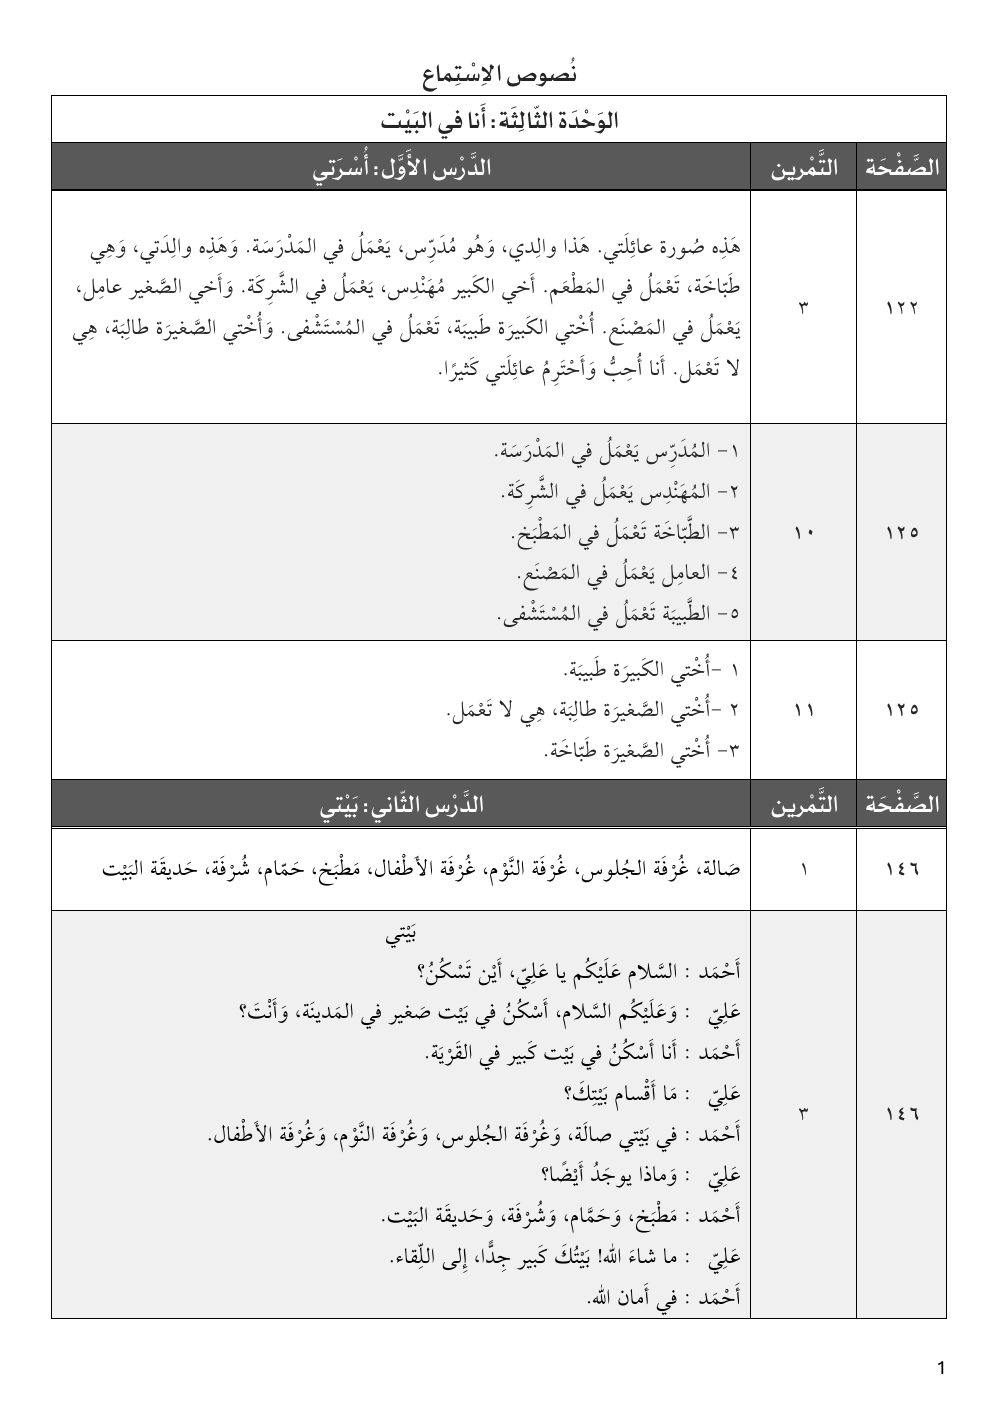 نُصوص الاِسْتِماع
الوَحْدَة الثّالِثَة: أَنا في البَيْت
الصَّفْحَة التَّمْرين الدَّرْس الأَوَّل: أُسْرَتي
١٢٢ ٣
هَذِه صُورة عائِلَتي. هَذا والِدي، وَهُو مُدَرِّس، يَعْمَلُ في المَدْرَسَة. وَهَذِه والِدَتي، وَهِي
طَبّاخَة، تَعْمَلُ في المَطْعَم. أَخي الكَبير مُهَنْدِس، يَعْمَلُ في الشَّرِكَة. وَأَخي الصَّغير عامِل،
يَعْمَلُ في المَصْنَع. أُخْتي الكَبيرَة طَبيبَة، تَعْمَلُ في المُسْتَشْفى. وَأُخْتي الصَّغيرَة طالِبَة، هِي
لا تَعْمَل. أَنا أُحِبُّ وَأَحْتَرِمُ عائِلَتي كَثيرًا.
١٢٥ ١٠
١- المُدَرِّس يَعْمَلُ في المَدْرَسَة.
٢- المُهَنْدِس يَعْمَلُ في الشَّرِكَة.
٣- الطَّبّاخَة تَعْمَلُ في المَطْبَخ.
٤- العامِل يَعْمَلُ في المَصْنَع.
٥- الطَّبيبَة تَعْمَلُ في المُسْتَشْفى.
١٢٥ ١١
١ -أُخْتي الكَبيرَة طَبيبَة.
٢ -أُخْتي الصَّغيرَة طالِبَة، هِي لا تَعْمَل.
٣- أُخْتي الصَّغيرَة طَبّاخَة.
الصَّفْحَة التَّمْرين الدَّرْس الثّاني: بَيْتي
١٤٦ ١ صَالة، غُرْفَة الجُلوس، غُرْفَة النَّوْم، غُرْفَة الأَطْفال، مَطْبَخ، حَمّام، شُرْفَة، حَديقَة البَيْت
١٤٦ ٣
بَيْتي
أَحْمَد : السَّلام عَلَيْكُم يا عَلِيّ، أَيْن تَسْكُنُ؟
عَلِيّ : وَعَلَيْكُم السَّلام، أَسْكُنُ في بَيْت صَغير في المَدينَة، وَأَنْتَ؟
أَحْمَد : أَنا أَسْكُنُ في بَيْت كَبير في القَرْيَة.
عَلِيّ : مَا أَقْسام بَيْتِكَ؟
أَحْمَد : في بَيْتي صالَة، وَغُرْفَة الجُلوس، وَغُرْفَة النَّوْم، وَغُرْفَة الأَطْفال.
عَلِيّ : وَماذا يوجَدُ أَيْضًا؟
أَحْمَد : مَطْبَخ، وَحَمَّام، وَشُرْفَة، وَحَديقَة البَيْت.
عَلِيّ : ما شاءَ الله! بَيْتُكَ كَبير جِدًّا، إِلى اللِّقاء.
أَحْمَد : في أَمان الله.
1